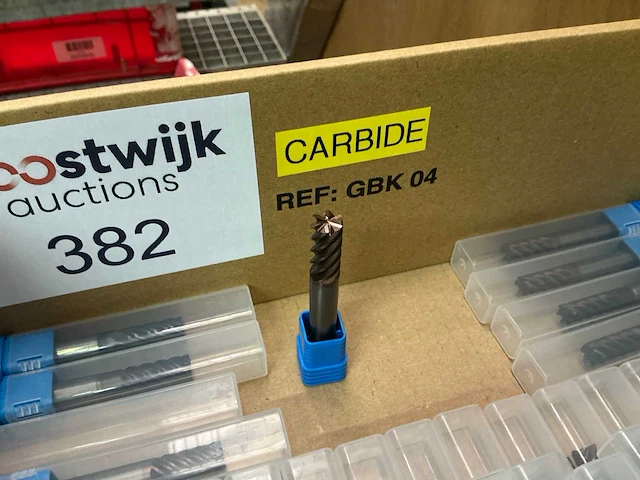 oostwijk
auctions
382
CARBIDE
REF: GBK 04